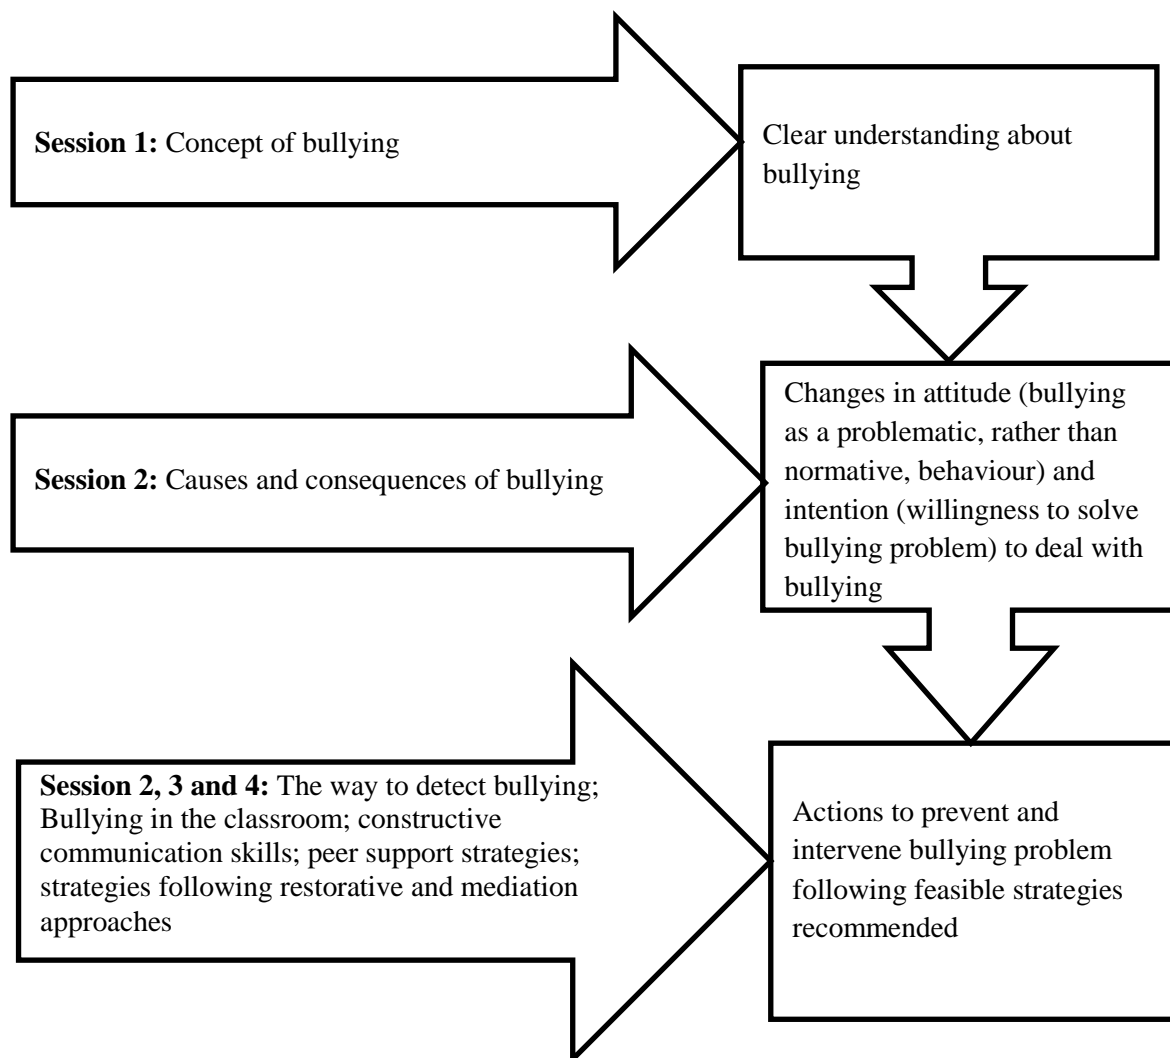 Session 1: Concept of bullying
Clear understanding about
bullying
Session 2: Causes and consequences of bullying
Changes in attitude (bullying
as a problematic, rather than
normative, behaviour) and
intention (willingness to solve
bullying problem) to deal with
bullying
Session 2, 3 and 4: The way to detect bullying;
Bullying in the classroom; constructive
communication skills; peer support strategies;
strategies following restorative and mediation
approaches
Actions to prevent and
intervene bullying problem
following feasible strategies
recommended